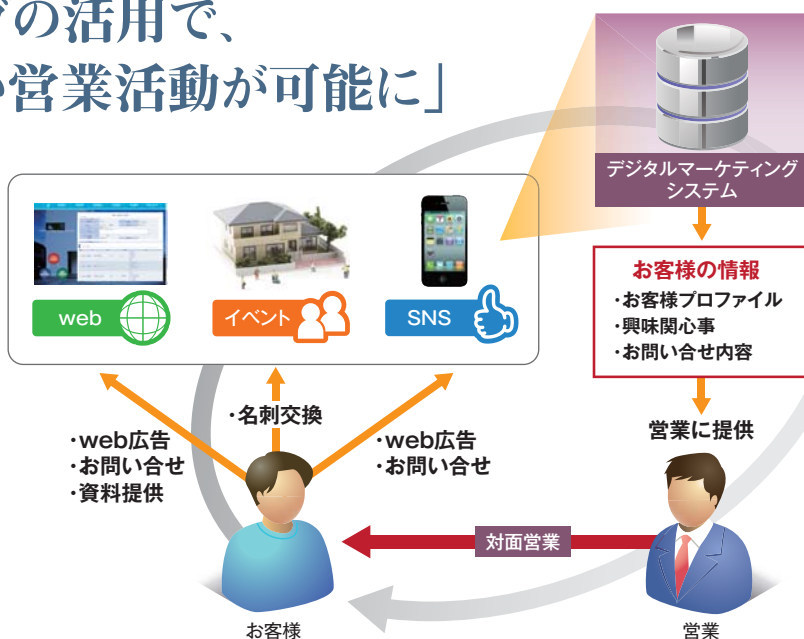 グの活用で、
い営業活動が可能に」
デジタルマーケティング
システム
web
イベント
SNS
お客様の情報
・お客様プロファイル
・興味関心事
・お問い合せ内容
・名刺交換
・web広告
・お問い合せ
・資料提供
・web広告
・お問い合せ
営業に提供
対面営業
お客様
営業